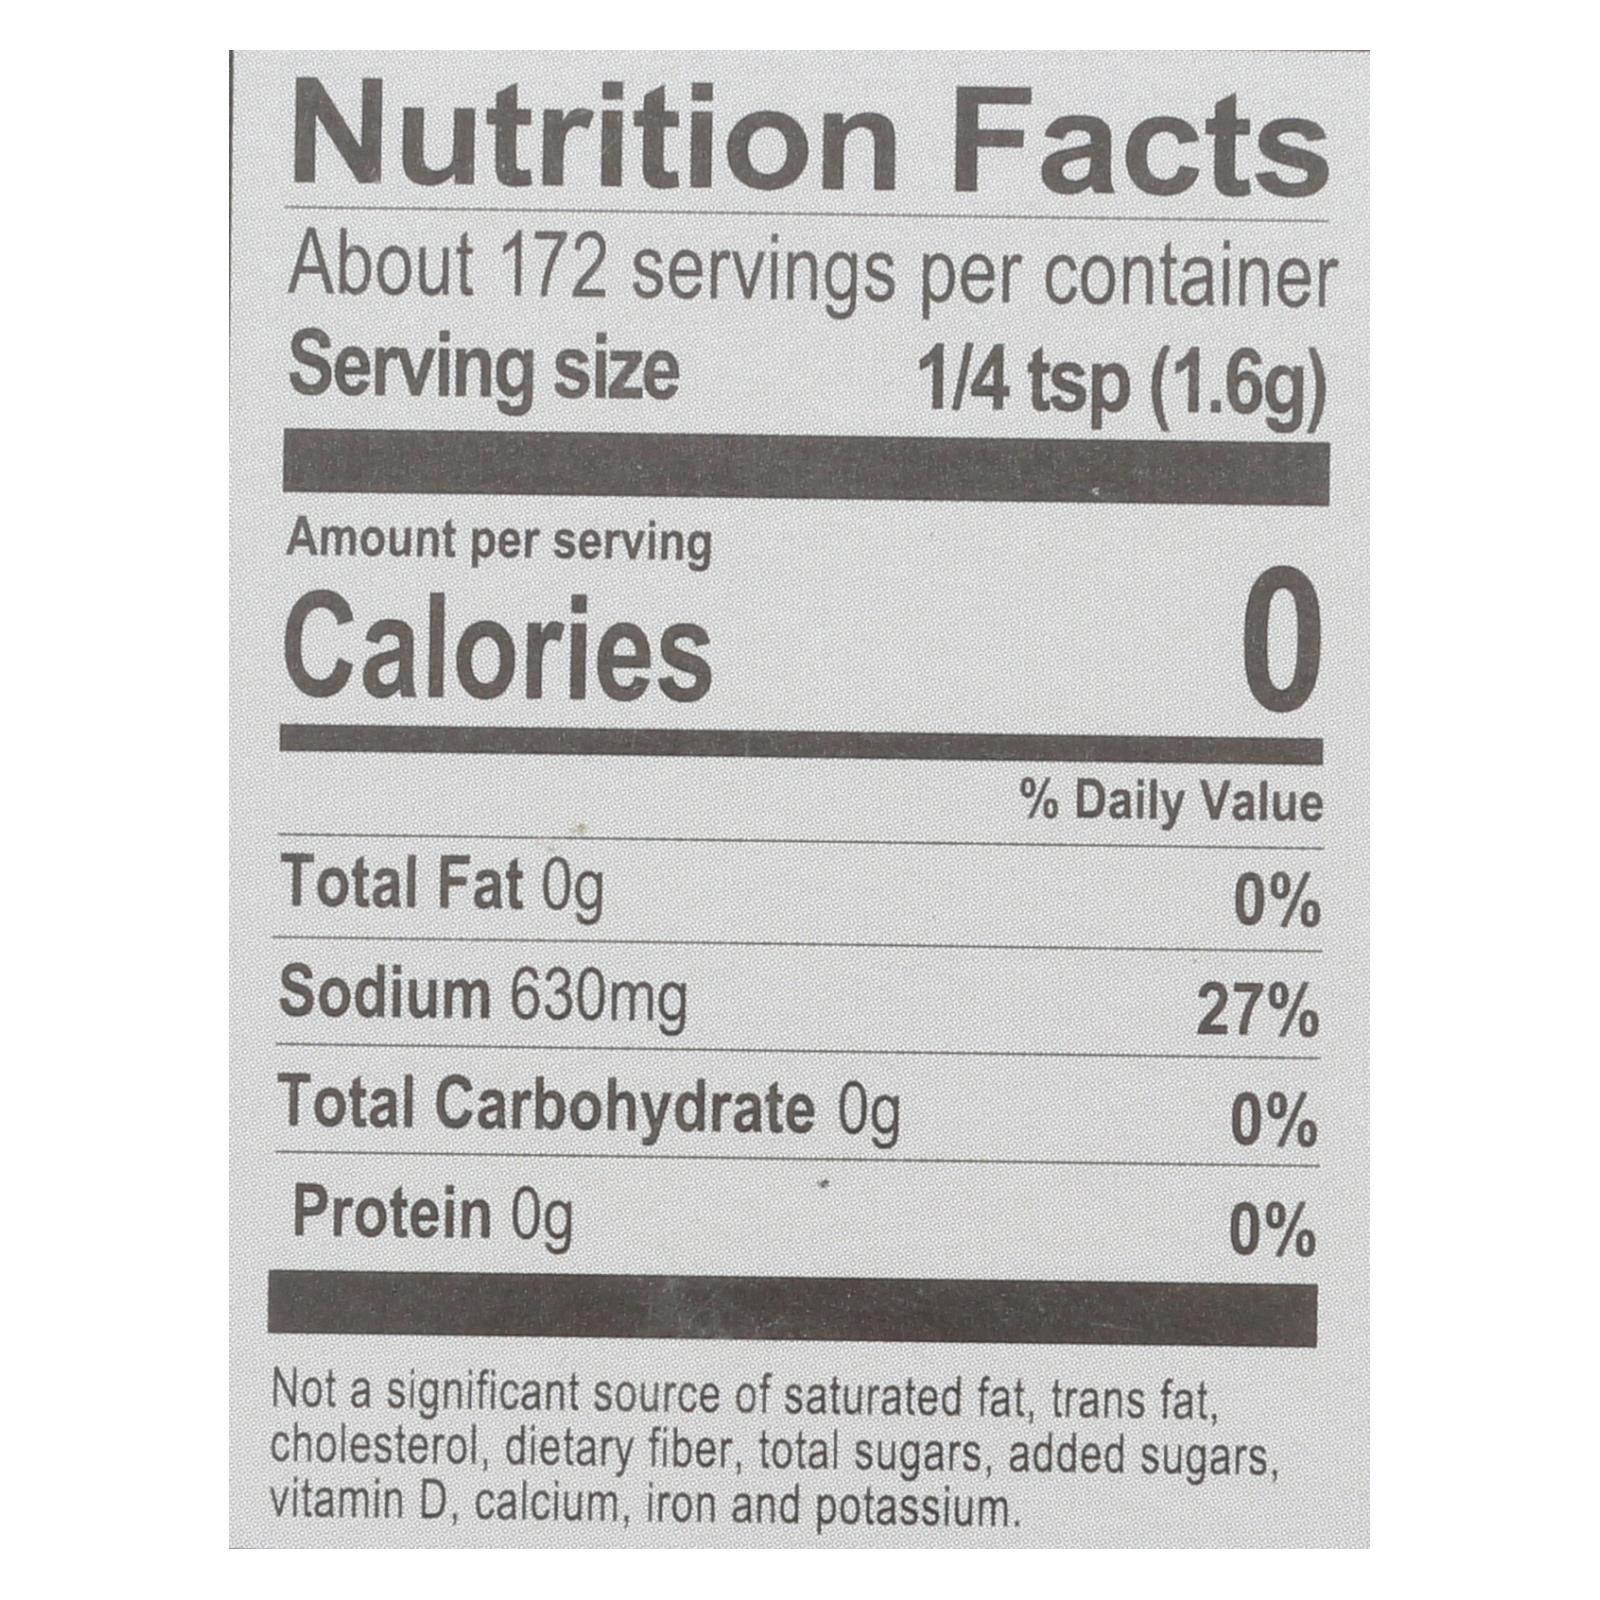 Nutrition Facts
About 172 servings per container
Serving size 1/4 tsp (1.6g)
Amount per serving
Calories 0
% Daily Value
Total Fat 0g 0%
Sodium 630mg 27%
Total Carbohydrate 0g 0%
Protein 0g 0%
Not a significant source of saturated fat, trans fat,
cholesterol, dietary fiber, total sugars, added sugars,
vitamin D, calcium, iron and potassium.